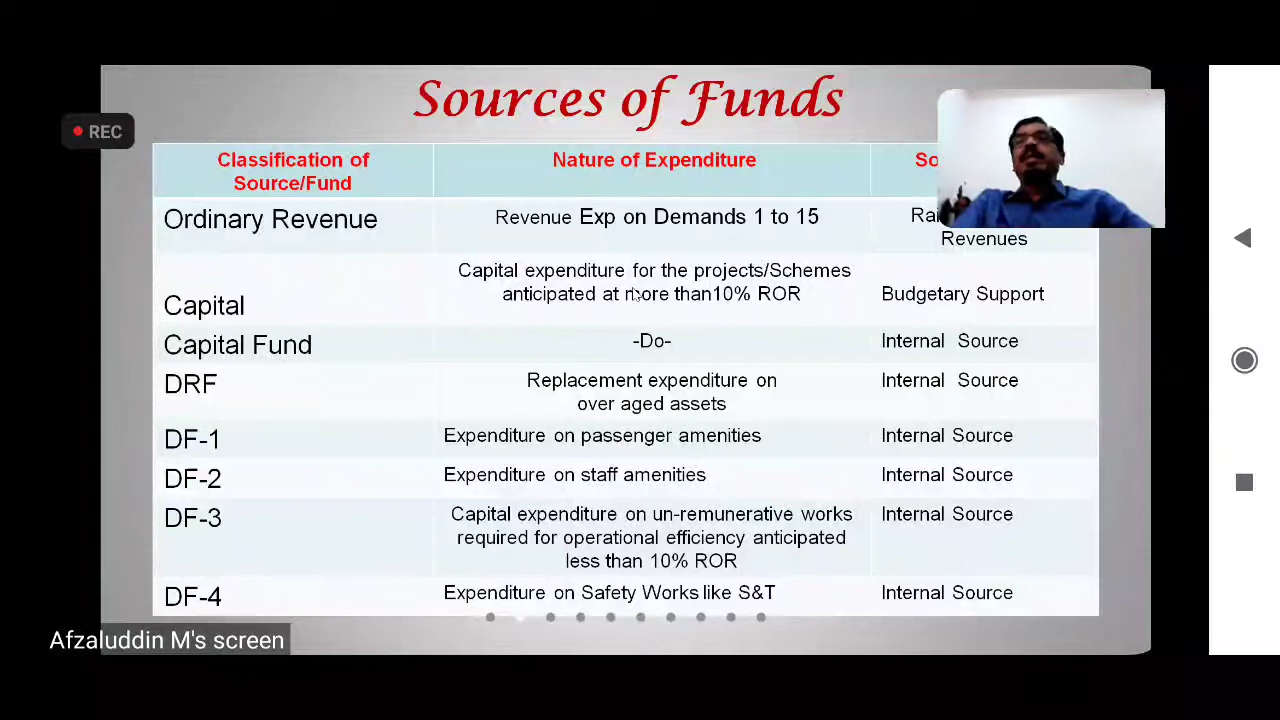 Sources of Funds
REC
Classification of
Source/Fund
Nature of Expenditure
Ordinary Revenue
Revenue Exp on Demands 1 to 15
Revenues
Capital
Capital expenditure for the projects/Schemes
anticipated at more than10% ROR
Budgetary Support
Capital Fund
-Do-
Internal Source
DRF
Replacement expenditure on
over aged assets
Internal Source
DF-1
Expenditure on passenger amenities
Internal Source
DF-2
Expenditure on staff amenities
Internal Source
DF-3
Capital expenditure on un-remunerative works
required for operational efficiency anticipated
less than 10% ROR
Internal Source
DF-4
Expenditure on Safety Works like S&T
Internal Source
Afzaluddin M's screen